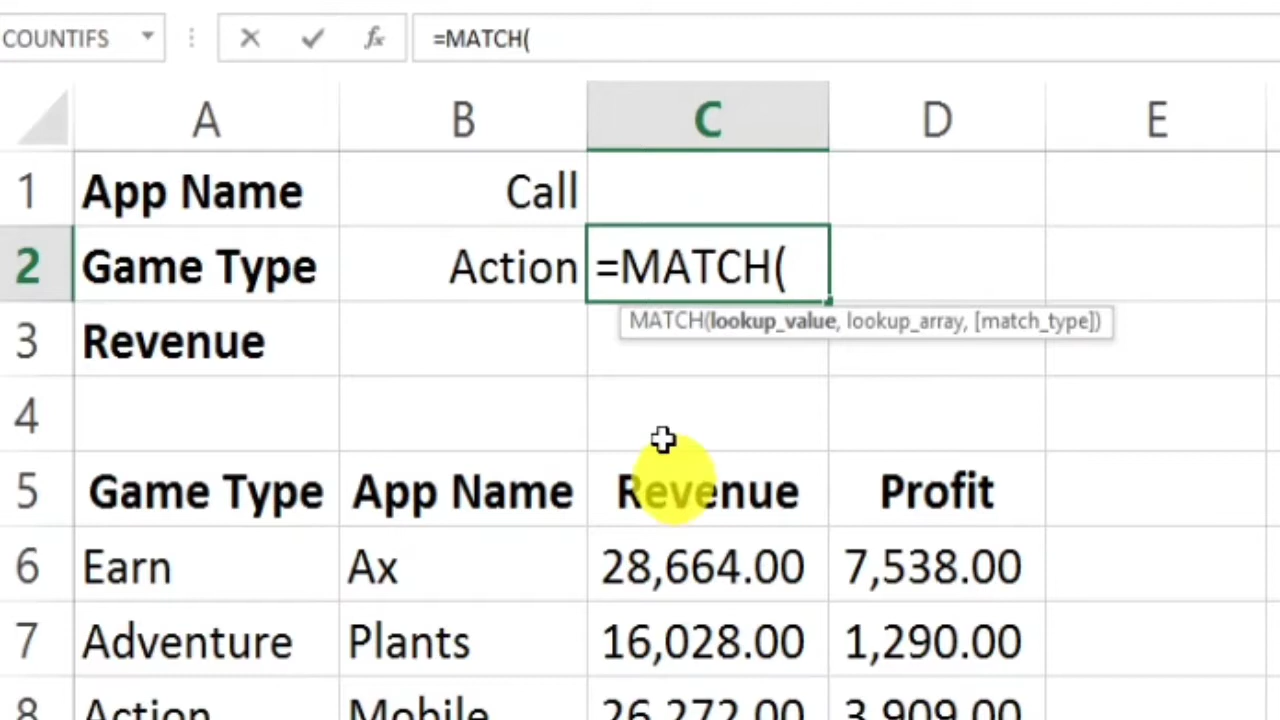 COUNTIFS fx =MATCH(
A B C D E
1 App Name Call
2 Game Type Action =MATCH(
MATCH(lookup_value, lookup_array, [match_type])
3 Revenue
4
5 Game Type App Name Revenue Profit
6 Earn Ax 28,664.00 7,538.00
7 Adventure Plants 16,028.00 1,290.00
8 Action Mobile 26,272.00 3,909.00